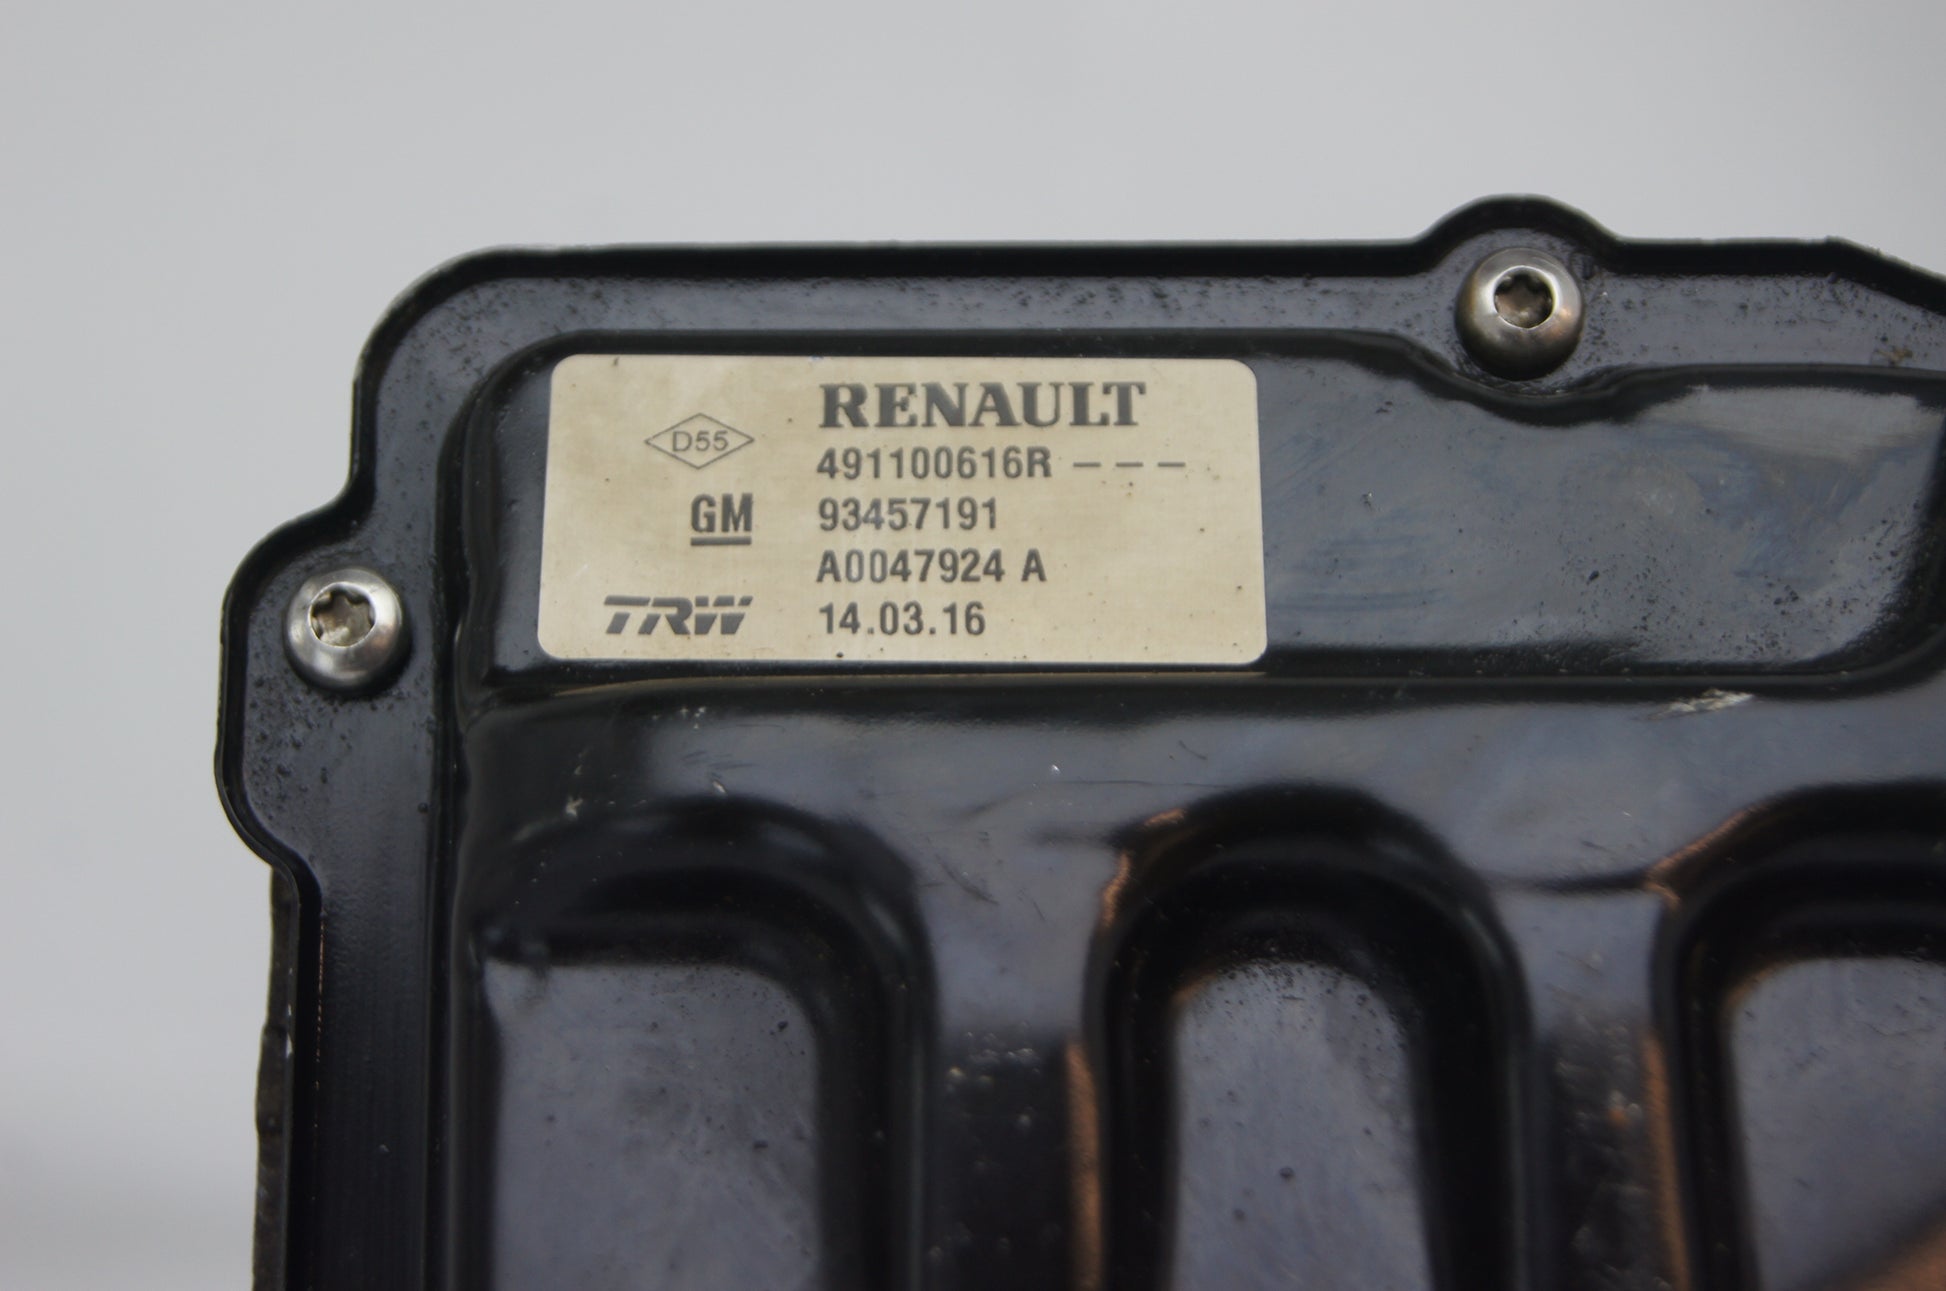 RENAULT
D55 491100616R ---
GM 93457191
A0047924 A
TRW 14.03.16